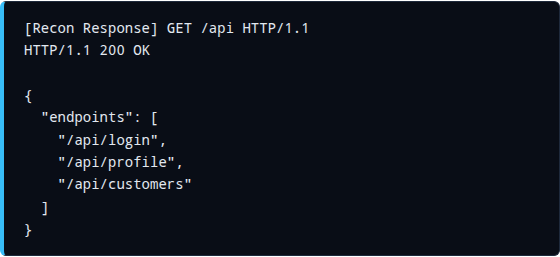 [Recon Response] GET /api HTTP/1.1
HTTP/1.1 200 OK

{
  "endpoints": [
    "/api/login",
    "/api/profile",
    "/api/customers"
  ]
}